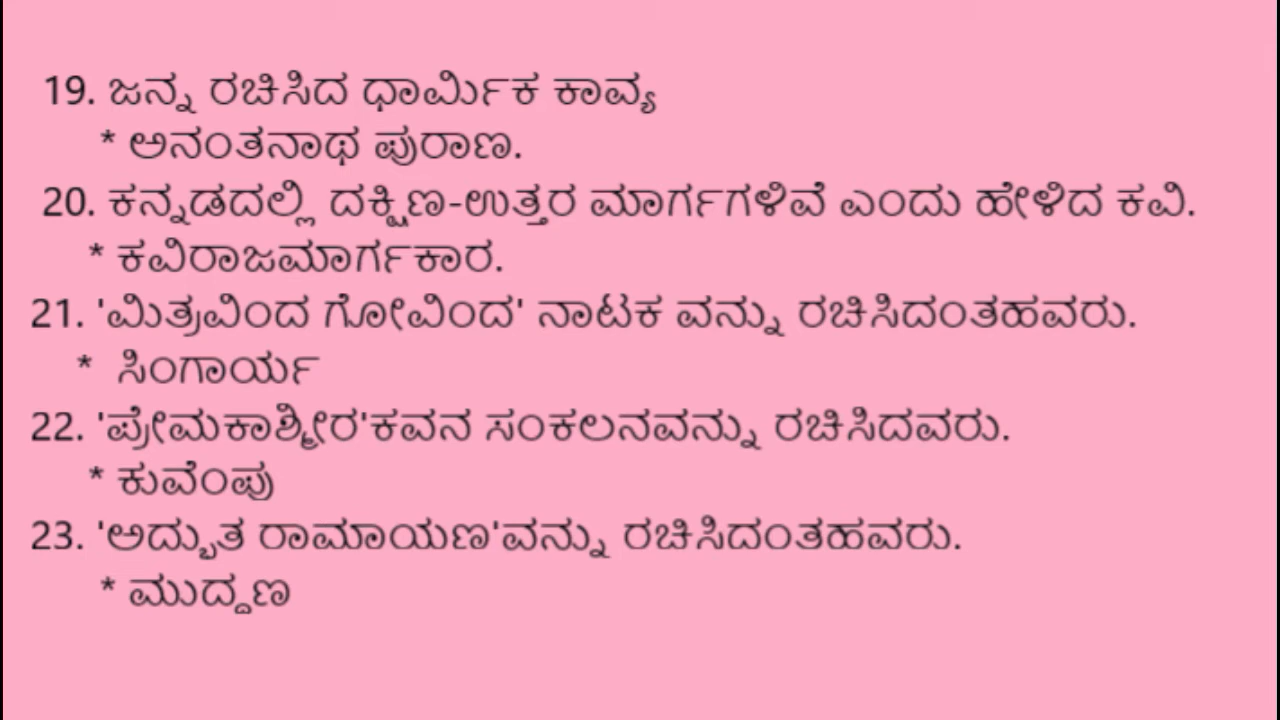 19. ಜನ್ನ ರಚಿಸಿದ ಧಾರ್ಮಿಕ ಕಾವ್ಯ
* ಅನಂತನಾಥ ಪುರಾಣ.
20. ಕನ್ನಡದಲ್ಲಿ ದಕ್ಷಿಣ-ಉತ್ತರ ಮಾರ್ಗಗಳಿವೆ ಎಂದು ಹೇಳಿದ ಕವಿ.
* ಕವಿರಾಜಮಾರ್ಗಕಾರ.
21. 'ಮಿತ್ರವಿಂದ ಗೋವಿಂದ' ನಾಟಕ ವನ್ನು ರಚಿಸಿದಂತಹವರು.
* ಸಿಂಗಾರ್ಯ
22. 'ಪ್ರೇಮಕಾಶ್ಮೀರ'ಕವನ ಸಂಕಲನವನ್ನು ರಚಿಸಿದವರು.
* ಕುವೆಂಪು
23. 'ಅದ್ಭುತ ರಾಮಾಯಣ'ವನ್ನು ರಚಿಸಿದಂತಹವರು.
* ಮುದ್ದಣ